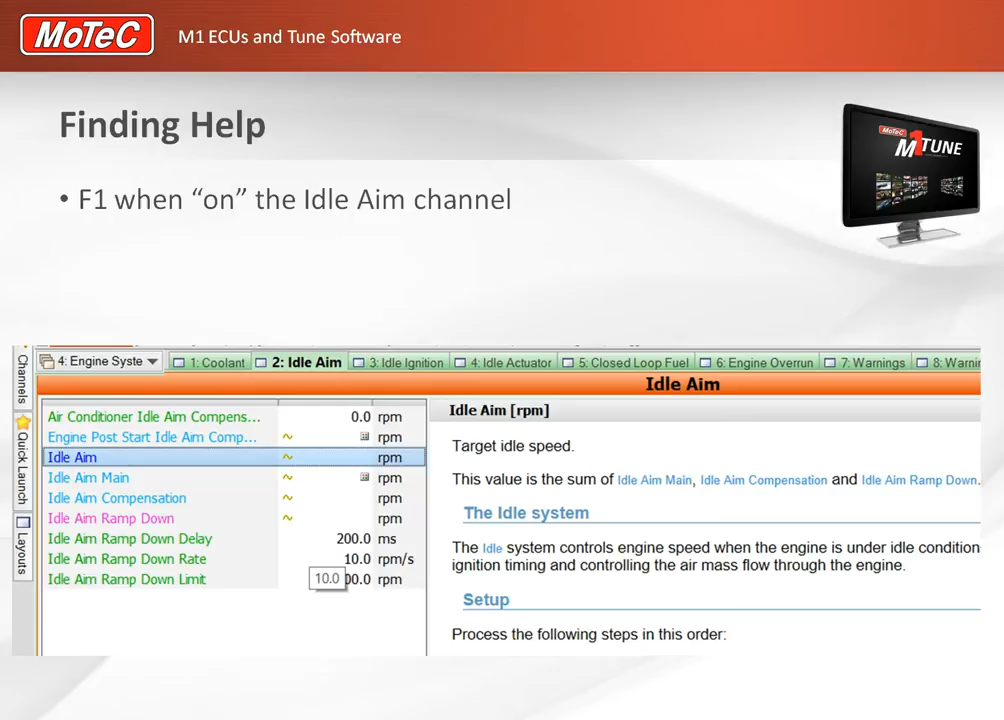 MoTeC
M1 ECUs and Tune Software
Finding Help
• F1 when “on” the Idle Aim channel
MoTeC
M1TUNE
4: Engine Syste
1: Coolant
2: Idle Aim
3: Idle Ignition
4: Idle Actuator
5: Closed Loop Fuel
6: Engine Overrun
7: Warnings
8: Warnin
Channels
Quick Launch
Layouts
Idle Aim
Air Conditioner Idle Aim Compens... 0.0 rpm
Engine Post Start Idle Aim Comp... rpm
Idle Aim rpm
Idle Aim Main rpm
Idle Aim Compensation rpm
Idle Aim Ramp Down rpm
Idle Aim Ramp Down Delay 200.0 ms
Idle Aim Ramp Down Rate 10.0 rpm/s
Idle Aim Ramp Down Limit 00.0 rpm
10.0
Idle Aim [rpm]
Target idle speed.
This value is the sum of Idle Aim Main, Idle Aim Compensation and Idle Aim Ramp Down.
The Idle system
The Idle system controls engine speed when the engine is under idle condition
ignition timing and controlling the air mass flow through the engine.
Setup
Process the following steps in this order: